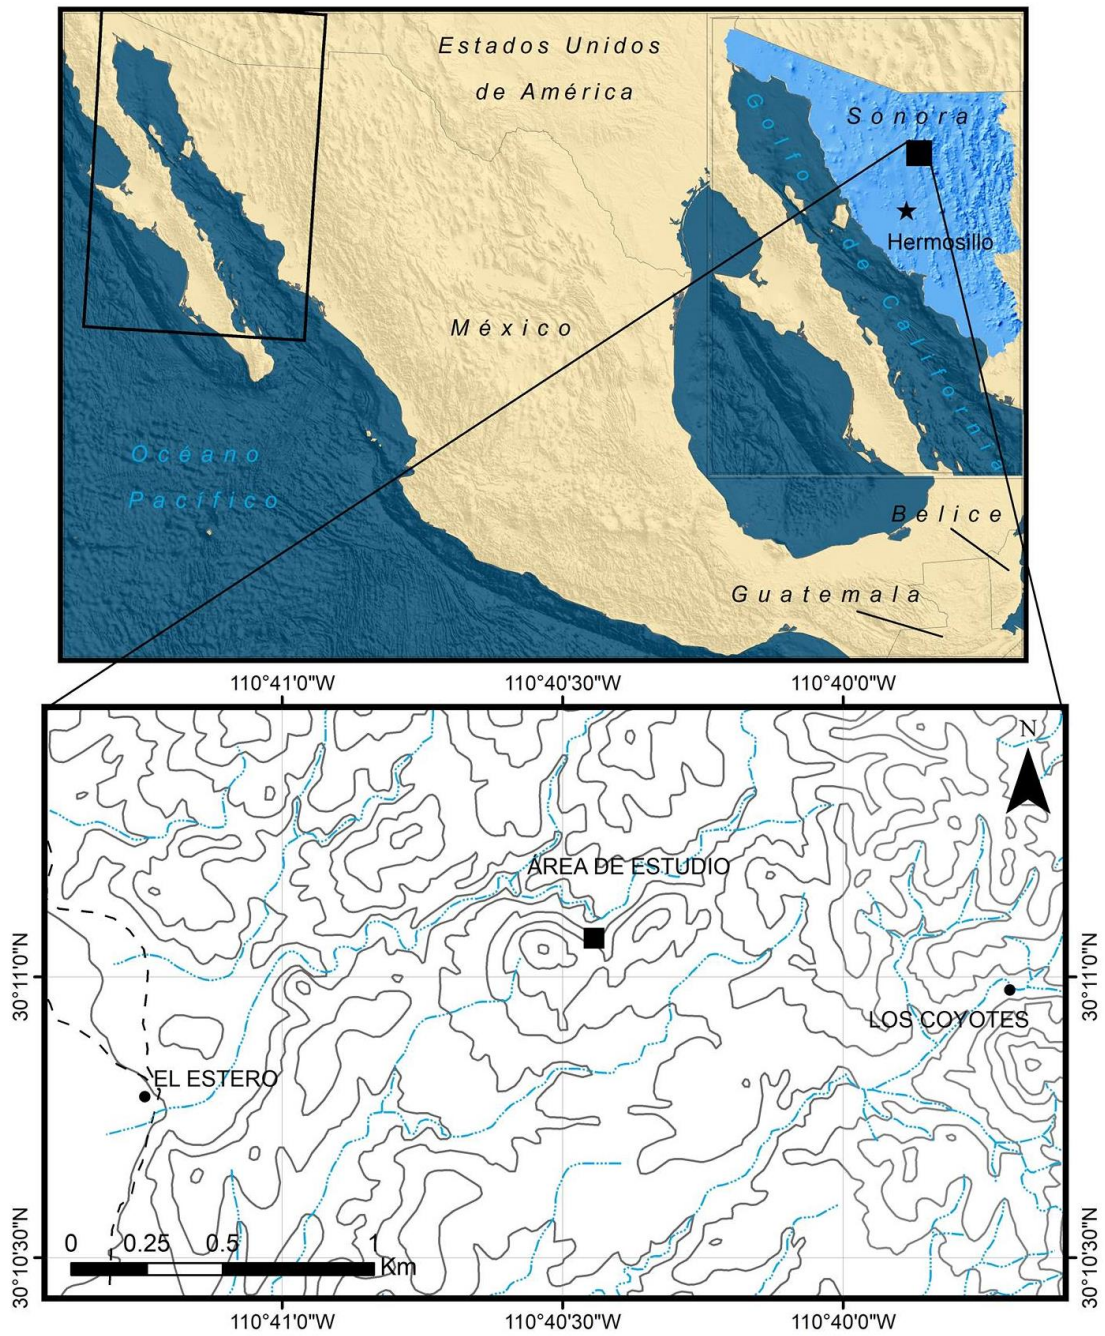 Estados Unidos
de América
Sonora
Golfo de California
Hermosillo
México
Océano
Pacífico
Belice
Guatemala
110°41'0"W 110°40'30"W 110°40'0"W
N
ÁREA DE ESTUDIO
30°11'0"N 30°11'0"N
LOS COYOTES
EL ESTERO
30°10'30"N 30°10'30"N
0 0.25 0.5 1
Km
110°41'0"W 110°40'30"W 110°40'0"W